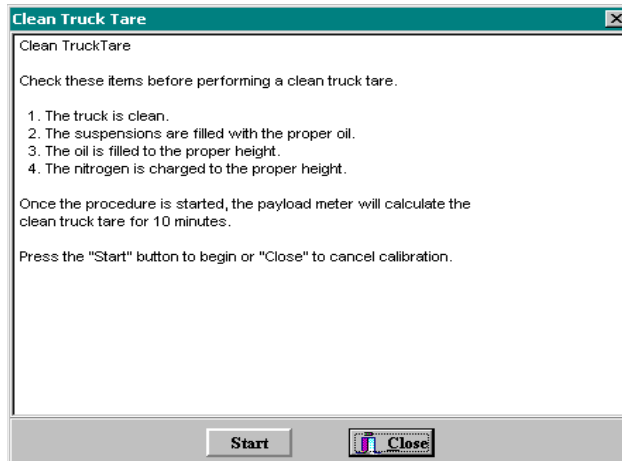 Clean Truck Tare
Clean TruckTare
Check these items before performing a clean truck tare.
1. The truck is clean.
2. The suspensions are filled with the proper oil.
3. The oil is filled to the proper height.
4. The nitrogen is charged to the proper height.
Once the procedure is started, the payload meter will calculate the
clean truck tare for 10 minutes.
Press the "Start" button to begin or "Close" to cancel calibration.
Start Close